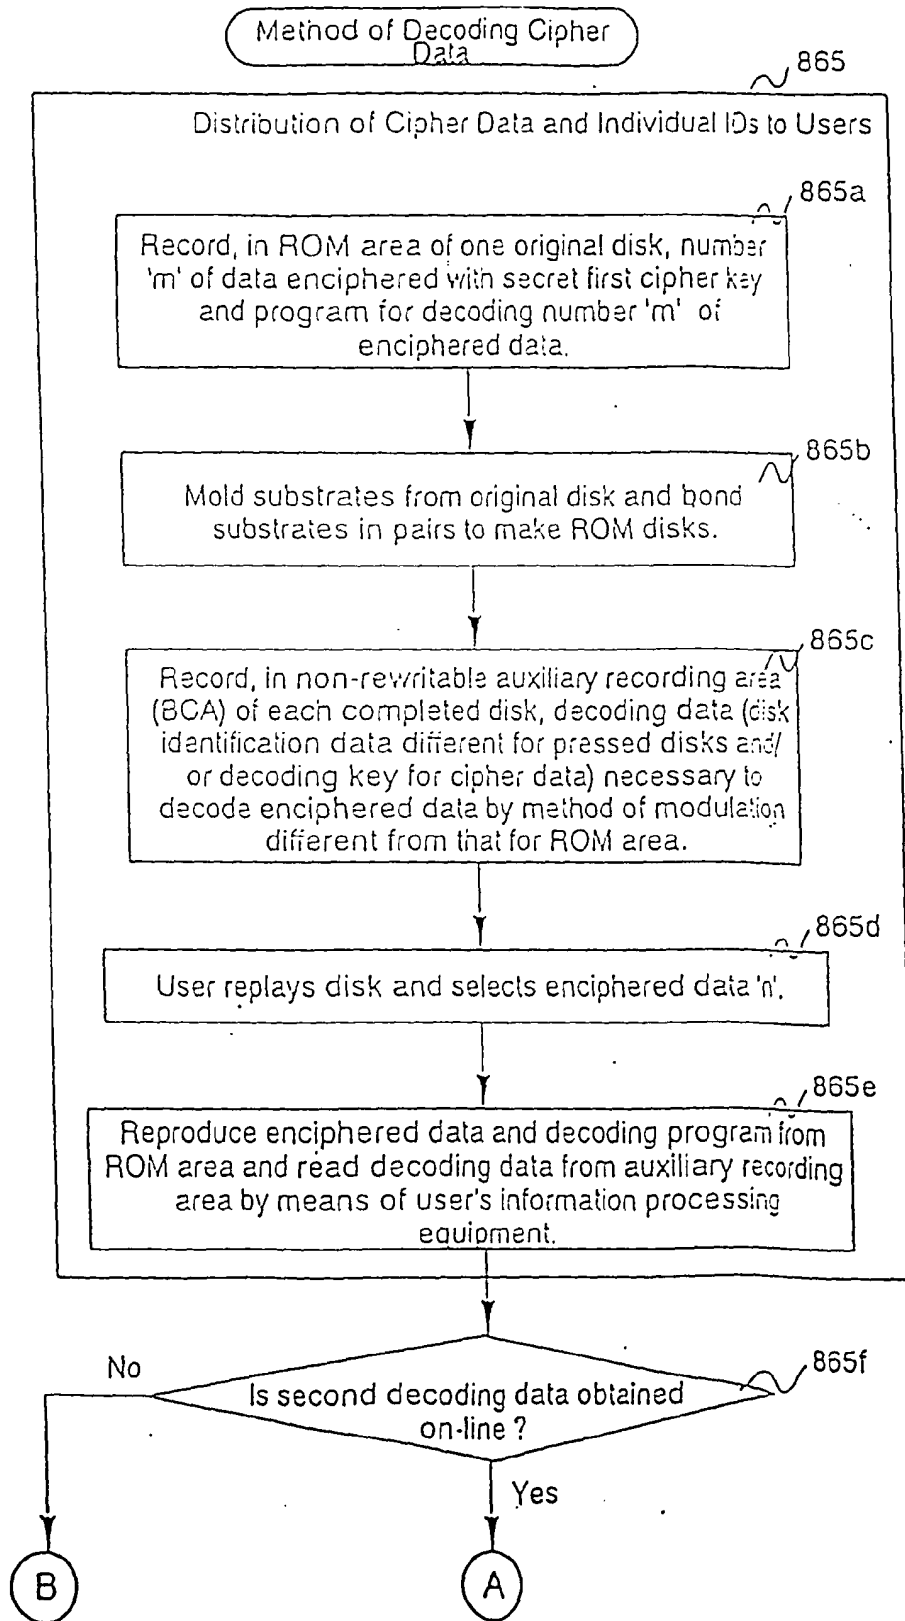 Method of Decoding Cipher
Data
865
Distribution of Cipher Data and Individual IDs to Users
865a
Record, in ROM area of one original disk, number
'm' of data enciphered with secret first cipher key
and program for decoding number 'm' of
enciphered data.
865b
Mold substrates from original disk and bond
substrates in pairs to make ROM disks.
865c
Record, in non-rewritable auxiliary recording area
(BCA) of each completed disk, decoding data (disk
identification data different for pressed disks and/
or decoding key for cipher data) necessary to
decode enciphered data by method of modulation
different from that for ROM area.
865d
User replays disk and selects enciphered data 'n'.
865e
Reproduce enciphered data and decoding program from
ROM area and read decoding data from auxiliary recording
area by means of user's information processing
equipment.
865f
No
Is second decoding data obtained
on-line ?
Yes
B
A